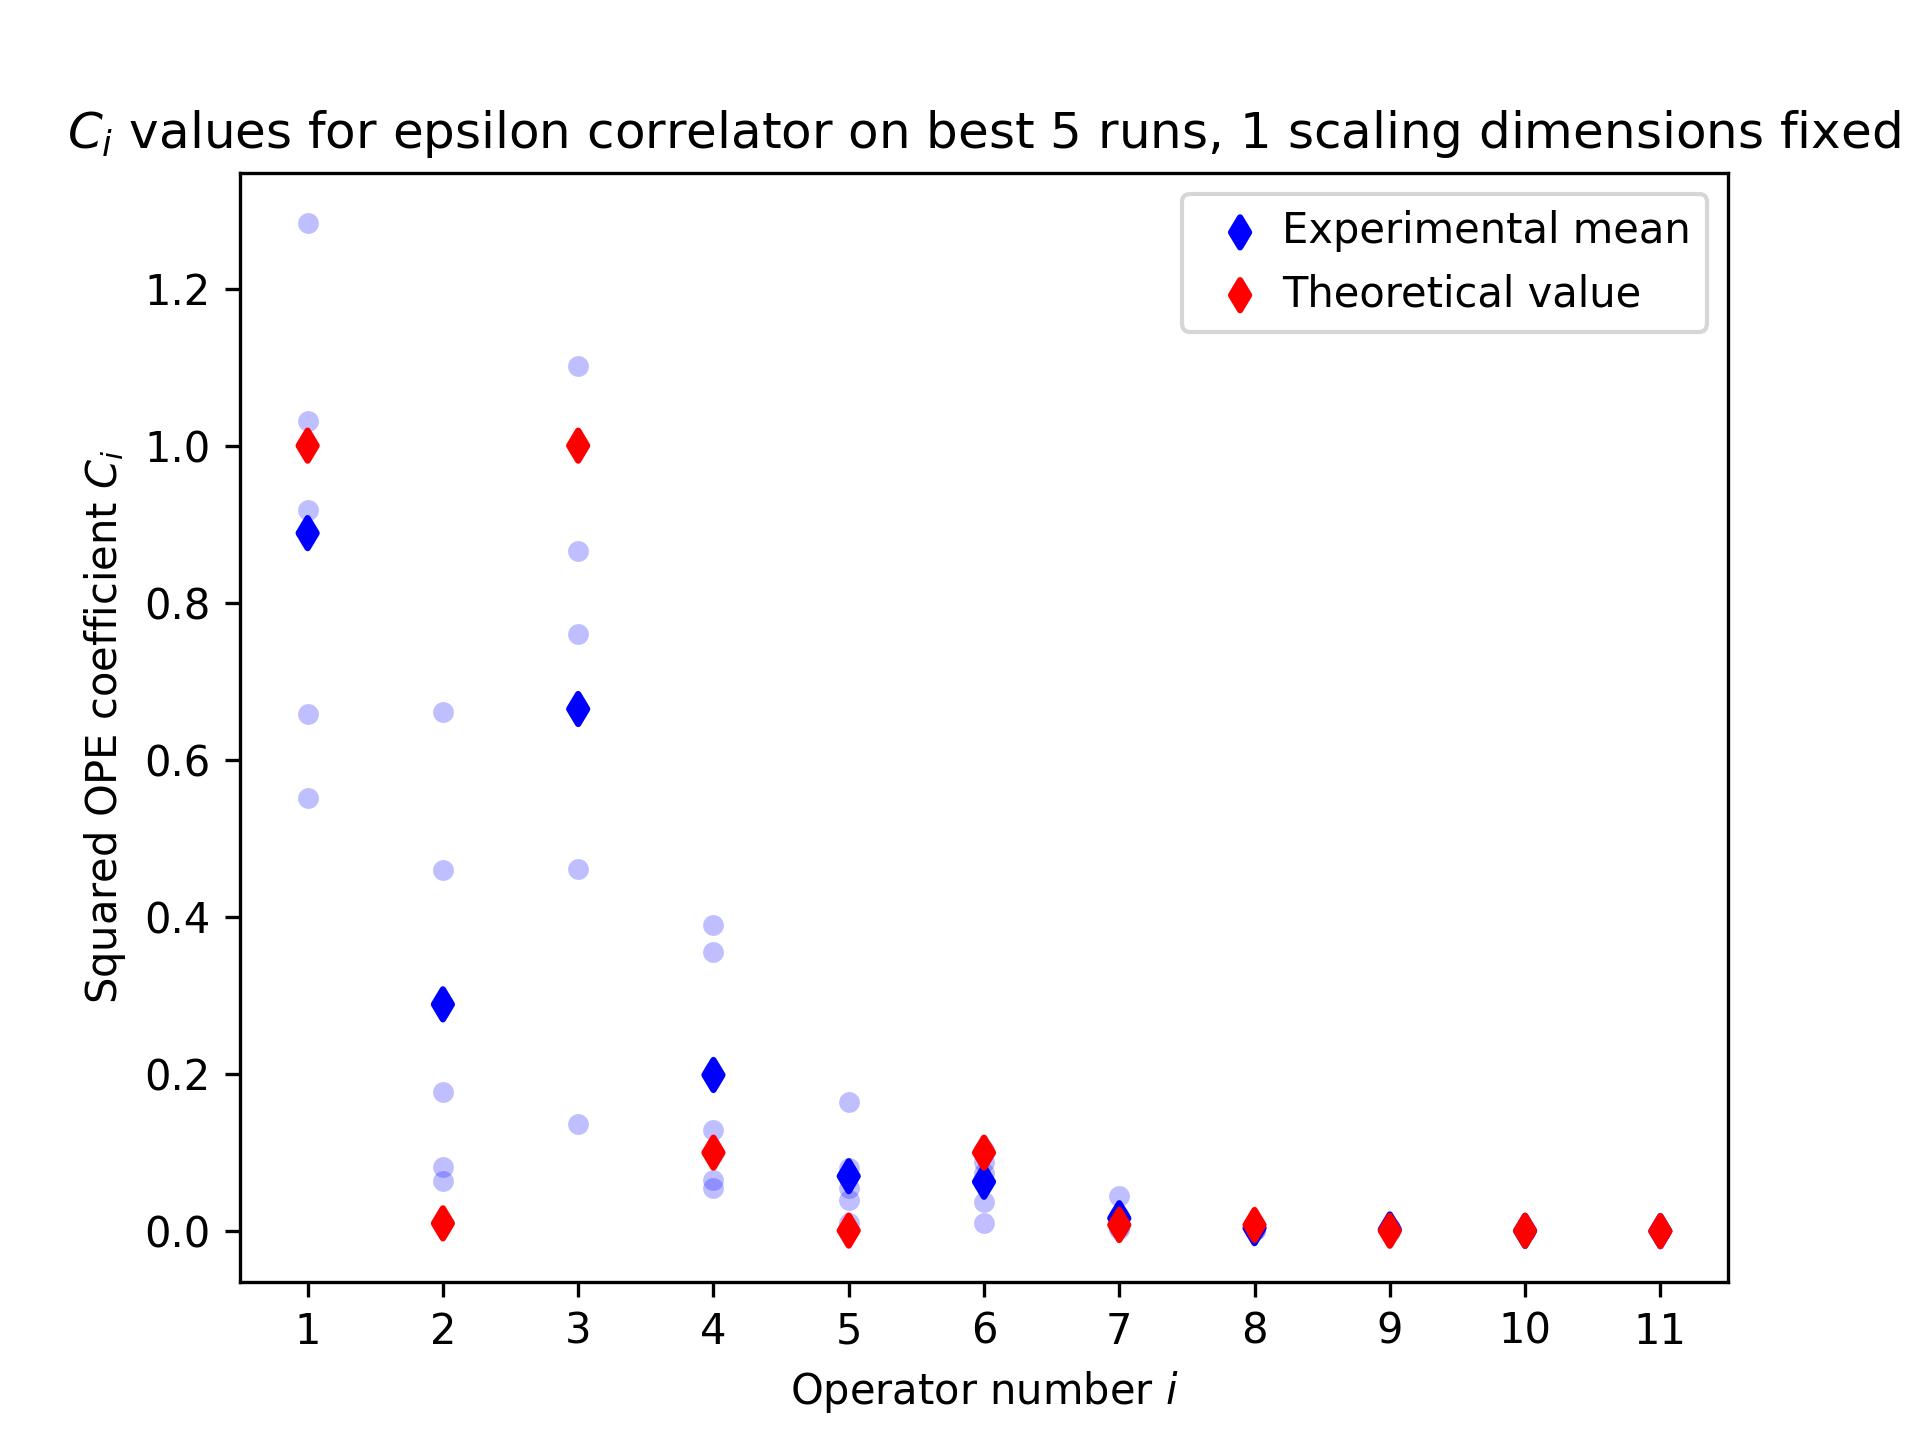 C_i values for epsilon correlator on best 5 runs, 1 scaling dimensions fixed
Experimental mean
Theoretical value
Squared OPE coefficient C_i
1.2
1.0
0.8
0.6
0.4
0.2
0.0
1 2 3 4 5 6 7 8 9 10 11
Operator number i